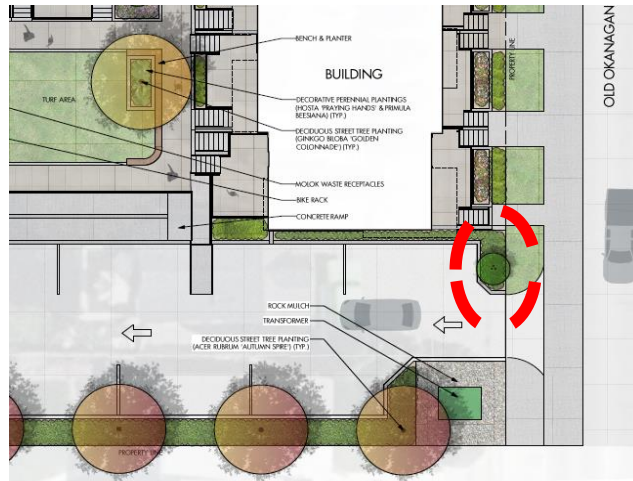 BENCH & PLANTER
BUILDING
PROPERTY LINE
OLD OKANAGAN
TURF AREA
DECORATIVE PERENNIAL PLANTINGS
(HOSTA 'PRAYING HANDS' & PRIMULA
BEESIANA) (TYP.)
DECIDUOUS STREET TREE PLANTING
(GINKGO BILOBA 'GOLDEN
COLONNADE') (TYP.)
MOLOK WASTE RECEPTACLES
BIKE RACK
CONCRETE RAMP
ROCK MULCH
TRANSFORMER
DECIDUOUS STREET TREE PLANTING
(ACER RUBRUM 'AUTUMN SPIRE') (TYP.)
PROPERTY LINE